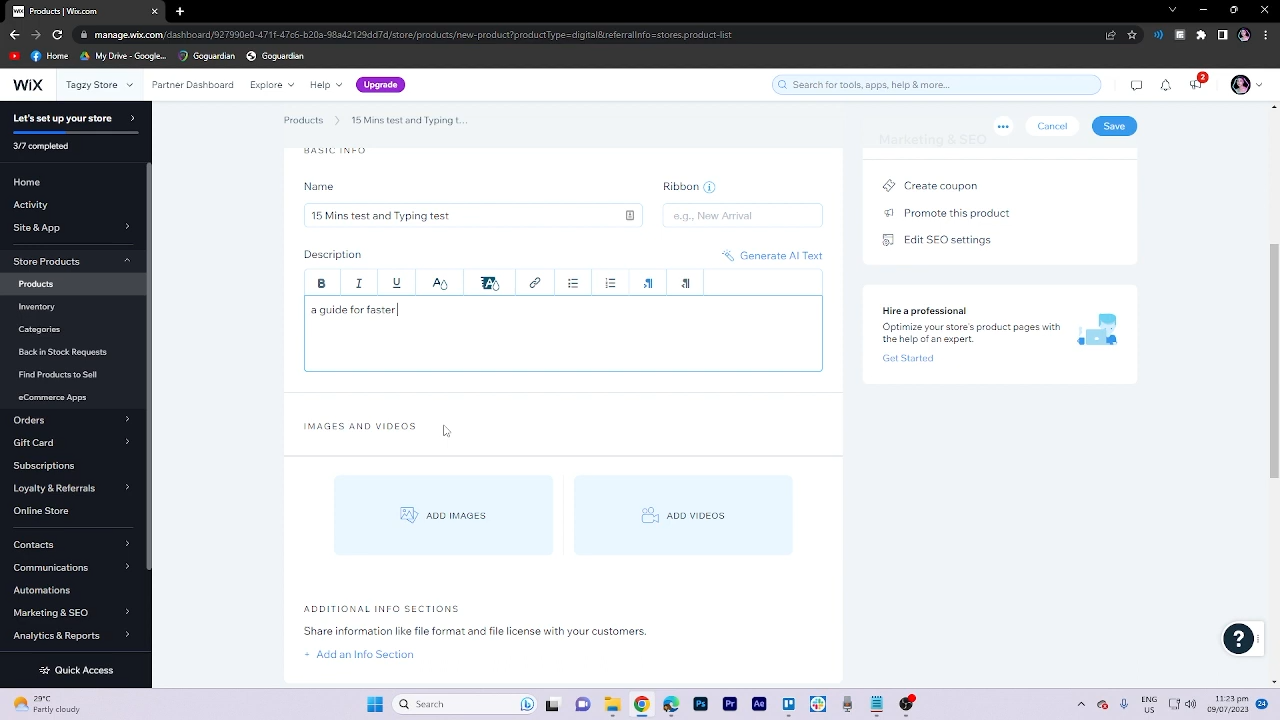 Products | Wix.com
manage.wix.com/dashboard/927990e0-471f-47e6-b20a-98a42129dd7d/store/products/new-product?productType=digital&referralInfo=stores.product-list
Home
My Drive - Google...
Goguardian
Goguardian
WiX
Tagzy Store
Partner Dashboard
Explore
Help
Upgrade
Search for tools, apps, help & more...
2
Let's set up your store
3/7 completed
Home
Activity
Site & App
Store Products
Products
Inventory
Categories
Back in Stock Requests
Find Products to Sell
eCommerce Apps
Orders
Gift Card
Subscriptions
Loyalty & Referrals
Online Store
Contacts
Communications
Automations
Marketing & SEO
Analytics & Reports
Quick Access
Products > 15 Mins test and Typing t...
Cancel
Save
BASIC INFO
Name
Ribbon
15 Mins test and Typing test
e.g., New Arrival
Description
Generate AI Text
B I U A A
a guide for faster
IMAGES AND VIDEOS
ADD IMAGES
ADD VIDEOS
ADDITIONAL INFO SECTIONS
Share information like file format and file license with your customers.
+ Add an Info Section
Marketing & SEO
Create coupon
Promote this product
Edit SEO settings
Hire a professional
Optimize your store's product pages with
the help of an expert.
Get Started
?
29°C
Partly cloudy
Search
ENG
US
11:23 pm
09/07/2023
24